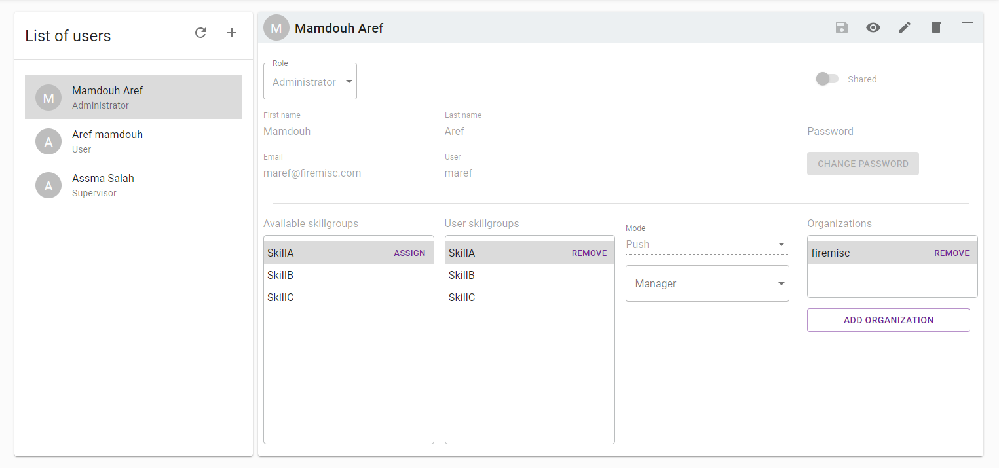 List of users
M
Mamdouh Aref
Administrator
A
Aref mamdouh
User
A
Assma Salah
Supervisor
M Mamdouh Aref
Role
Administrator
Shared
First name
Mamdouh
Last name
Aref
Password
Email
maref@firemisc.com
User
maref
CHANGE PASSWORD
Available skillgroups
SkillA ASSIGN
SkillB
SkillC
User skillgroups
SkillA REMOVE
SkillB
SkillC
Mode
Push
Manager
Organizations
firemisc REMOVE
ADD ORGANIZATION